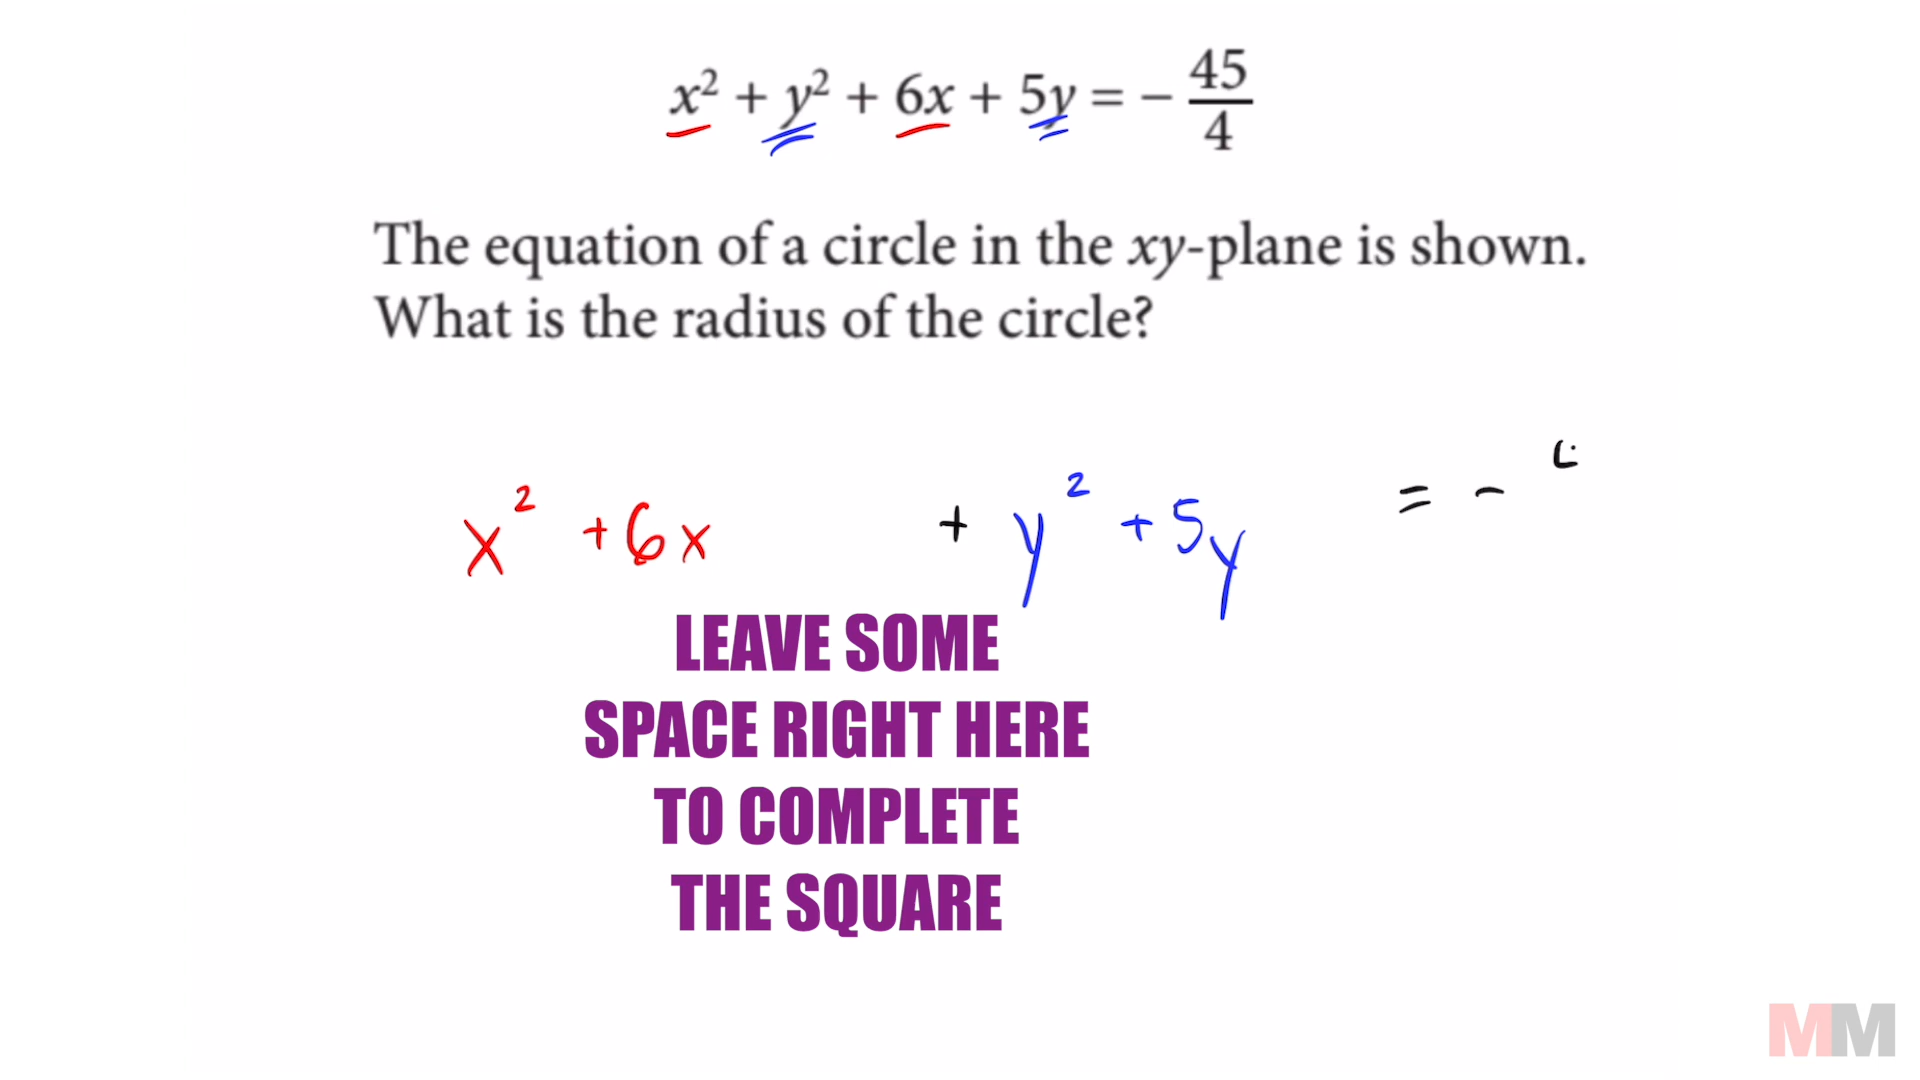 x² + y² + 6x + 5y = − 45/4
The equation of a circle in the xy-plane is shown.
What is the radius of the circle?
x² + 6x + y² + 5y = −
LEAVE SOME
SPACE RIGHT HERE
TO COMPLETE
THE SQUARE
MM